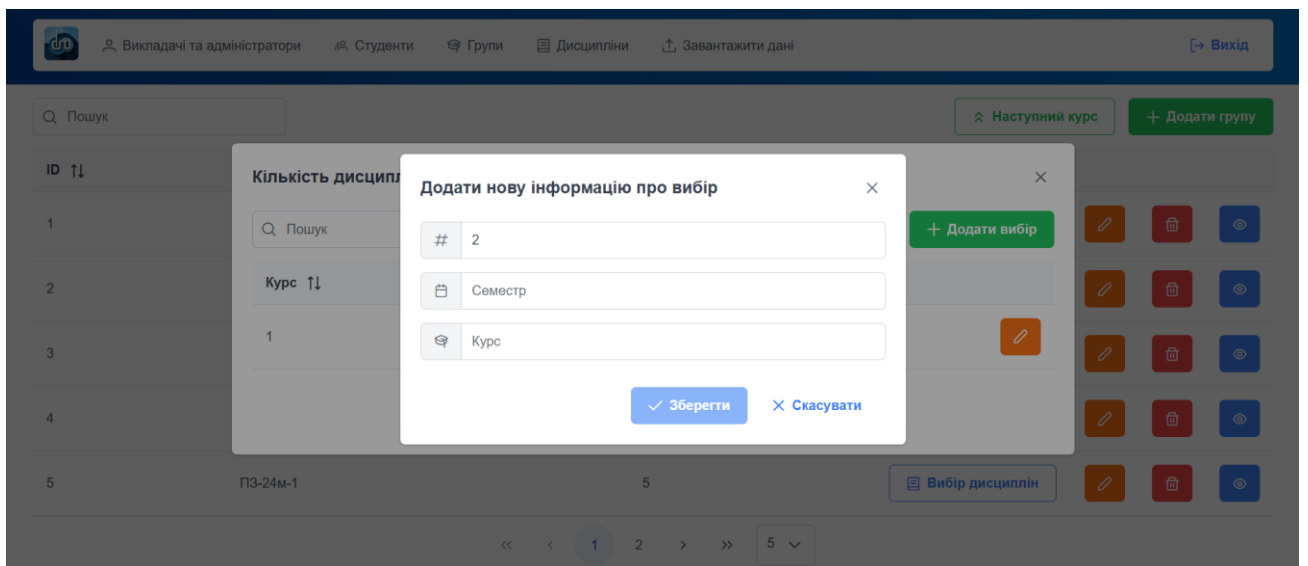 Викладачі та адміністратори Студенти Групи Дисципліни Завантажити дані Вихід
Пошук Наступний курс Додати групу
ID
Кількість дисципл
Додати нову інформацію про вибір
1 Пошук 2 Додати вибір
Курс
2 Семестр
1 Курс
3
Зберегти Скасувати
4
5 ПЗ-24м-1 5 Вибір дисциплін
<< < 1 2 > >> 5